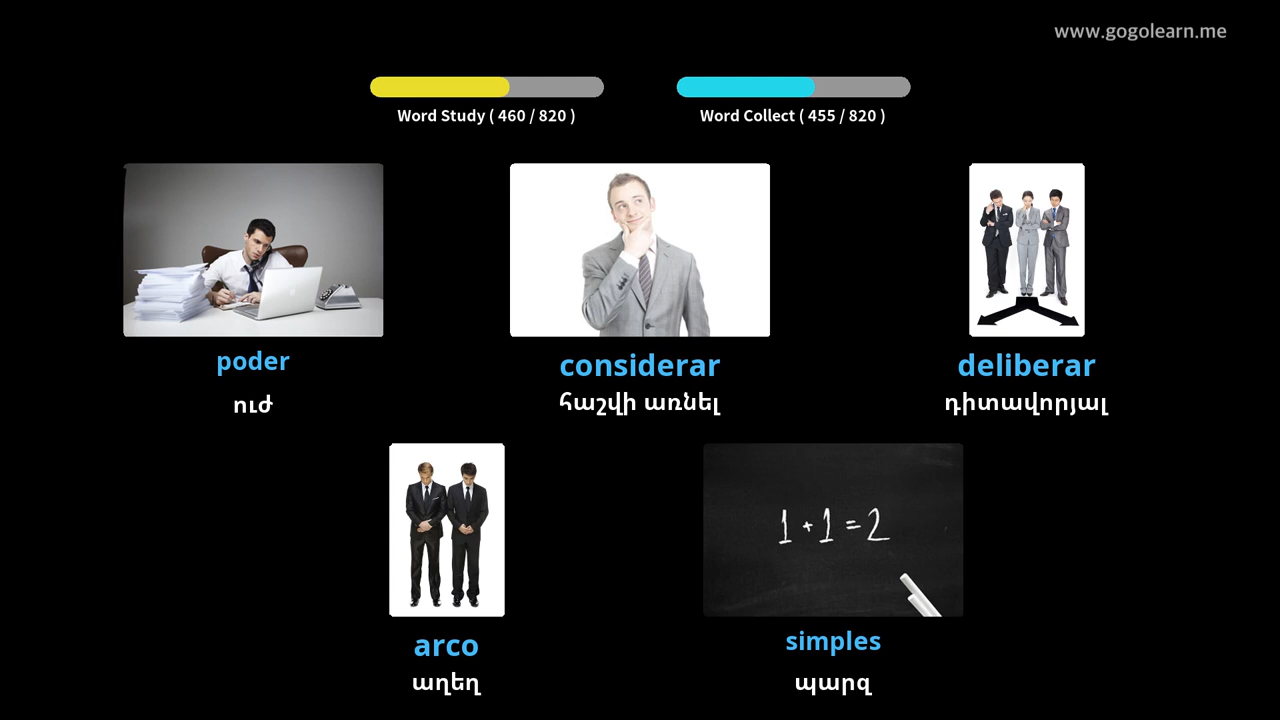 www.gogolearn.me
Word Study ( 460 / 820 )
Word Collect ( 455 / 820 )
poder
ուժ
considerar
հաշվի առնել
deliberar
դիտավորյալ
1 + 1 = 2
arco
աղեղ
simples
պարզ